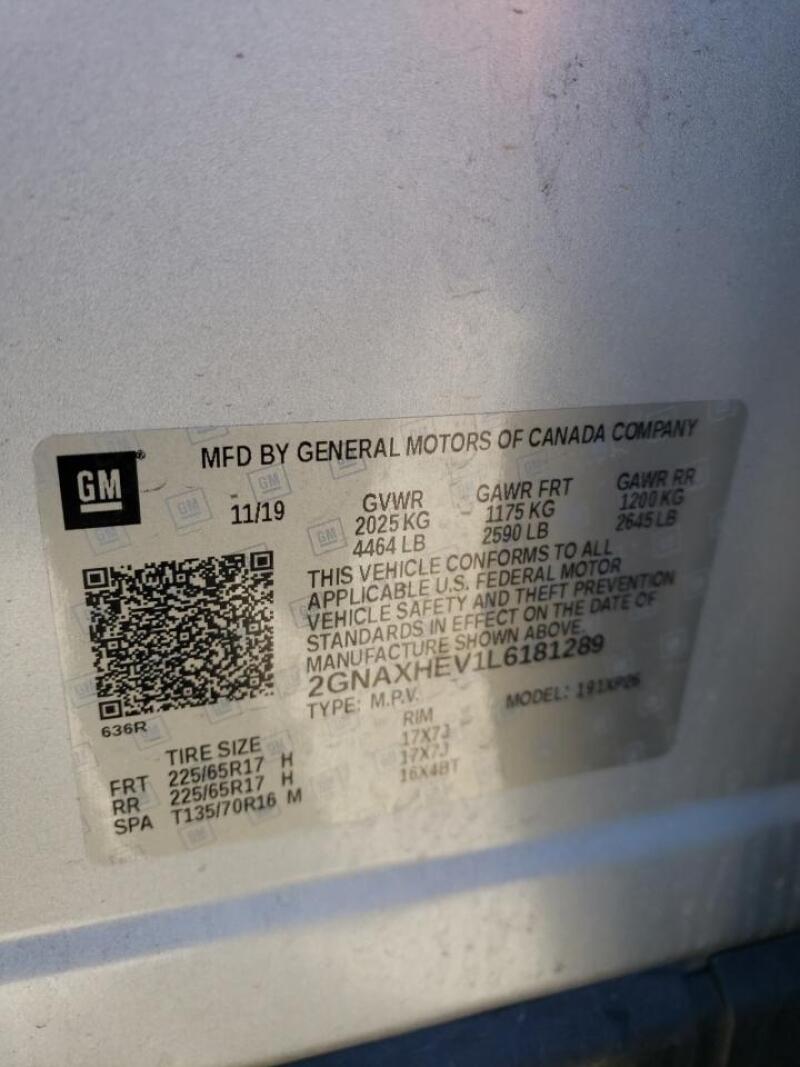 GM
MFD BY GENERAL MOTORS OF CANADA COMPANY
11/19
GVWR GAWR FRT GAWR RR
2025 KG 1175 KG 1200 KG
4464 LB 2590 LB 2645 LB
THIS VEHICLE CONFORMS TO ALL
APPLICABLE U.S. FEDERAL MOTOR
VEHICLE SAFETY AND THEFT PREVENTION
STANDARDS IN EFFECT ON THE DATE OF
MANUFACTURE SHOWN ABOVE.
2GNAXHEV1L6181289
TYPE: M.P.V. MODEL: 191XP26
636R
TIRE SIZE RIM
FRT 225/65R17 H 17X7J
RR 225/65R17 H 17X7J
SPA T135/70R16 M 16X4BT